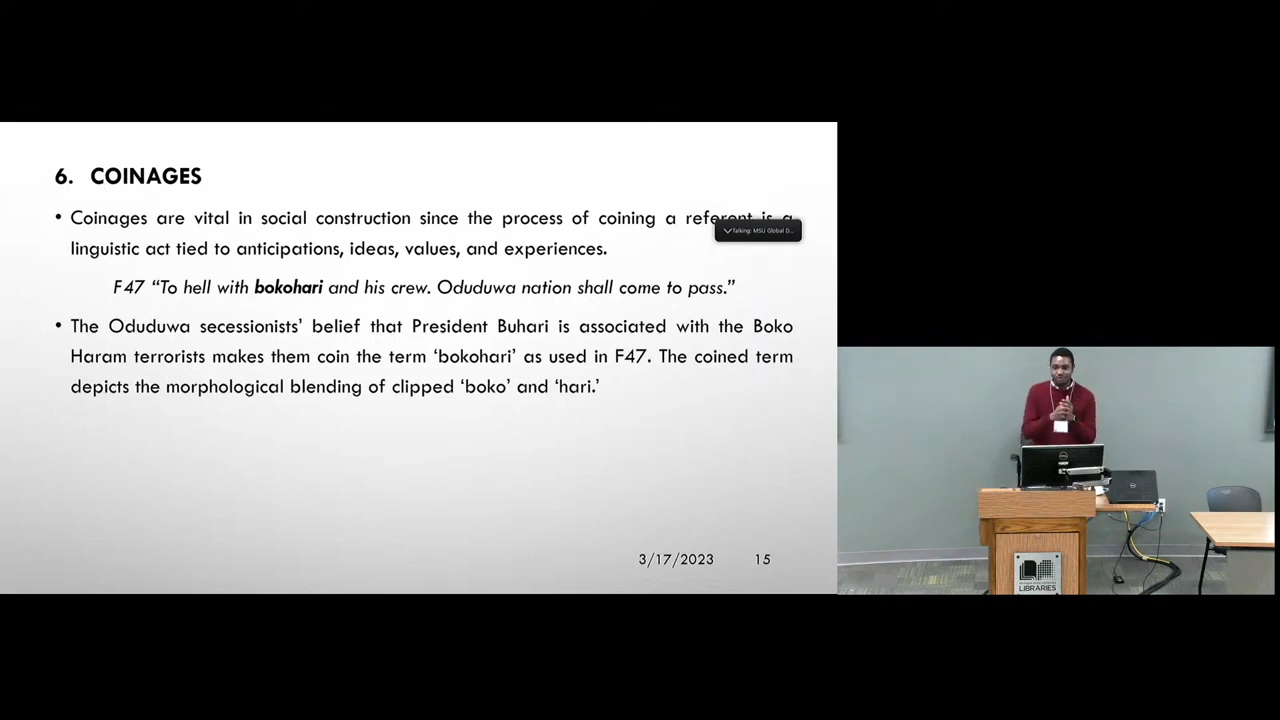 6. COINAGES
• Coinages are vital in social construction since the process of coining a referent is a
Talking: MSU Global D...
linguistic act tied to anticipations, ideas, values, and experiences.
F47 “To hell with bokohari and his crew. Oduduwa nation shall come to pass.”
• The Oduduwa secessionists’ belief that President Buhari is associated with the Boko
Haram terrorists makes them coin the term ‘bokohari’ as used in F47. The coined term
depicts the morphological blending of clipped ‘boko’ and ‘hari.’
3/17/2023 15
LIBRARIES